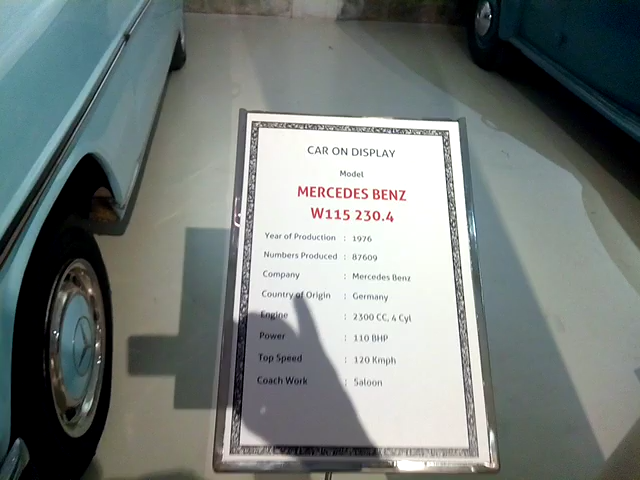 CAR ON DISPLAY
Model
MERCEDES BENZ
W115 230.4
Year of Production : 1976
Numbers Produced : 87609
Company : Mercedes Benz
Country of Origin : Germany
Engine : 2300 CC, 4 Cyl
Power : 110 BHP
Top Speed : 120 Kmph
Coach Work : Saloon